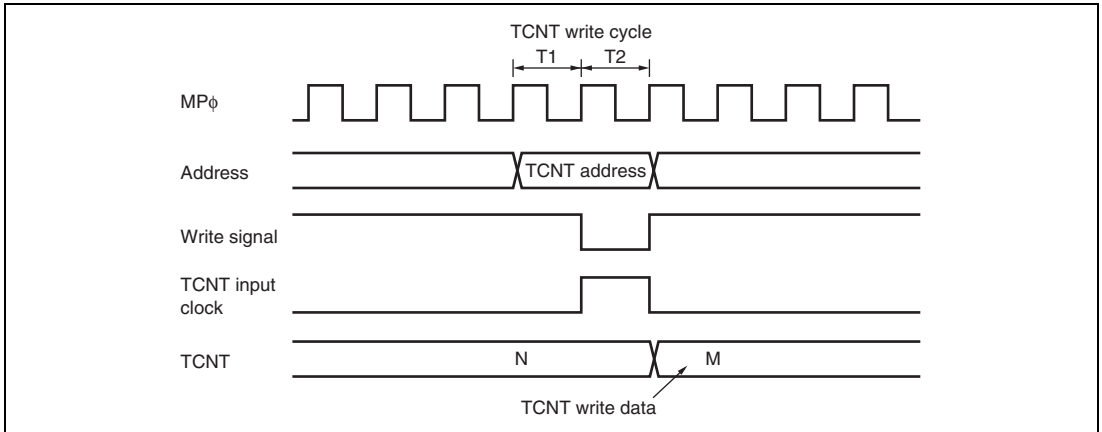 TCNT write cycle
T1 T2
MPϕ
Address TCNT address
Write signal
TCNT input
clock
TCNT N M
TCNT write data